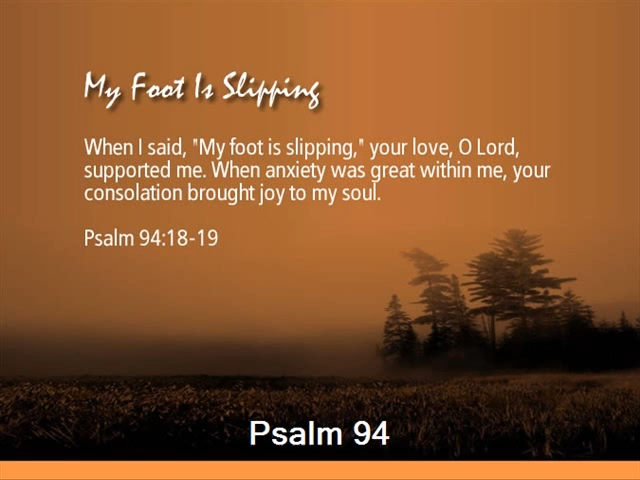 My Foot Is Slipping
When I said, "My foot is slipping," your love, O Lord,
supported me. When anxiety was great within me, your
consolation brought joy to my soul.
Psalm 94:18-19
Psalm 94